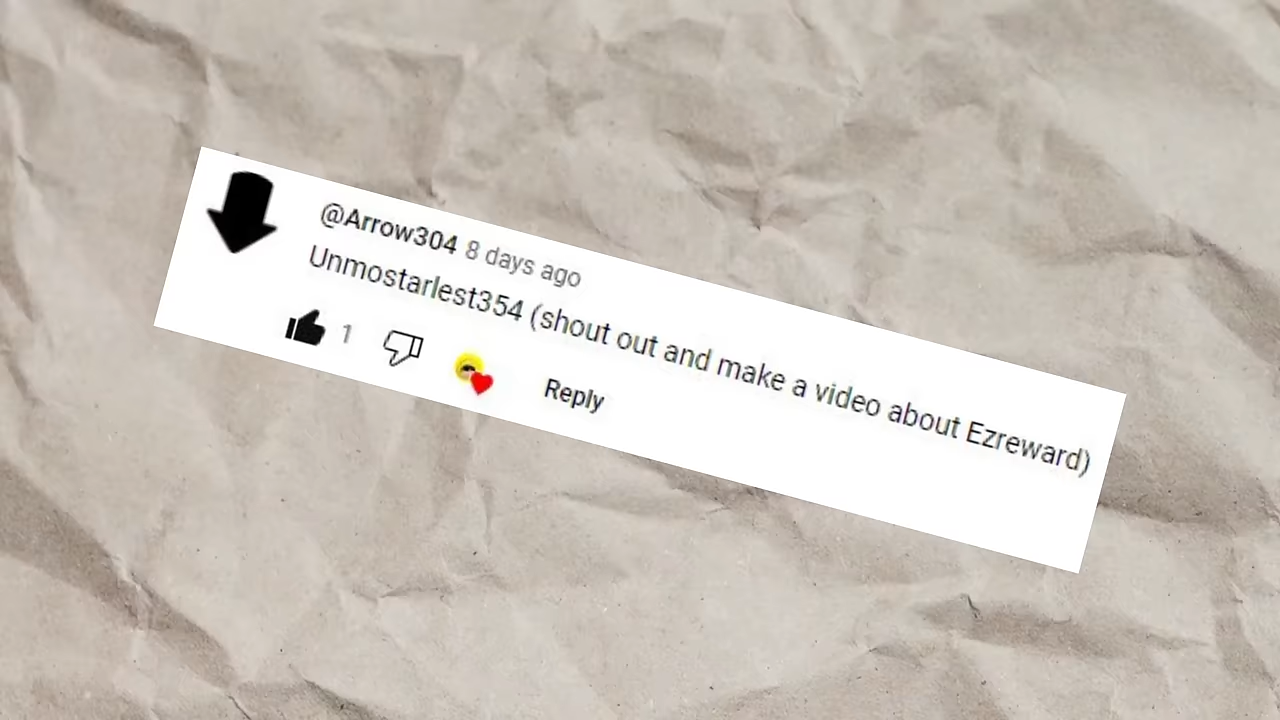 @Arrow304 8 days ago
Unmostarlest354 (shout out and make a video about Ezreward)
1 Reply